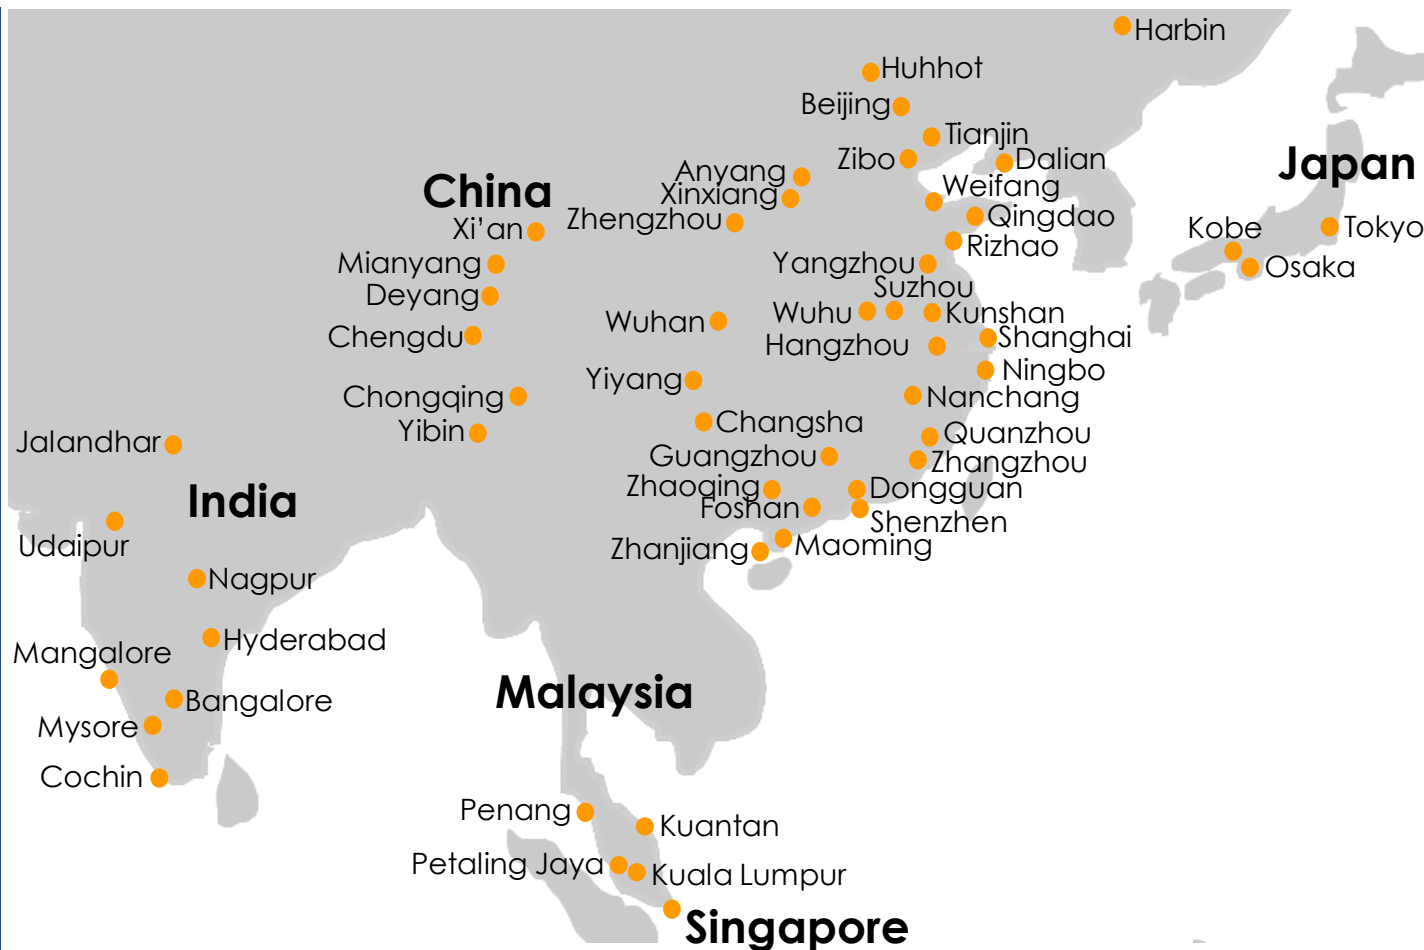 Harbin
Huhhot
Beijing
Tianjin
Zibo
Dalian
Japan
Anyang
China
Xinxiang
Weifang
Zhengzhou
Qingdao
Xi'an
Kobe
Tokyo
Rizhao
Mianyang
Yangzhou
Osaka
Deyang
Suzhou
Wuhan
Wuhu
Kunshan
Chengdu
Hangzhou
Shanghai
Yiyang
Ningbo
Chongqing
Nanchang
Changsha
Yibin
Quanzhou
Jalandhar
Guangzhou
Zhangzhou
India
Zhaoqing
Dongguan
Foshan
Shenzhen
Udaipur
Zhanjiang
Maoming
Nagpur
Hyderabad
Mangalore
Malaysia
Bangalore
Mysore
Cochin
Penang
Kuantan
Petaling Jaya
Kuala Lumpur
Singapore